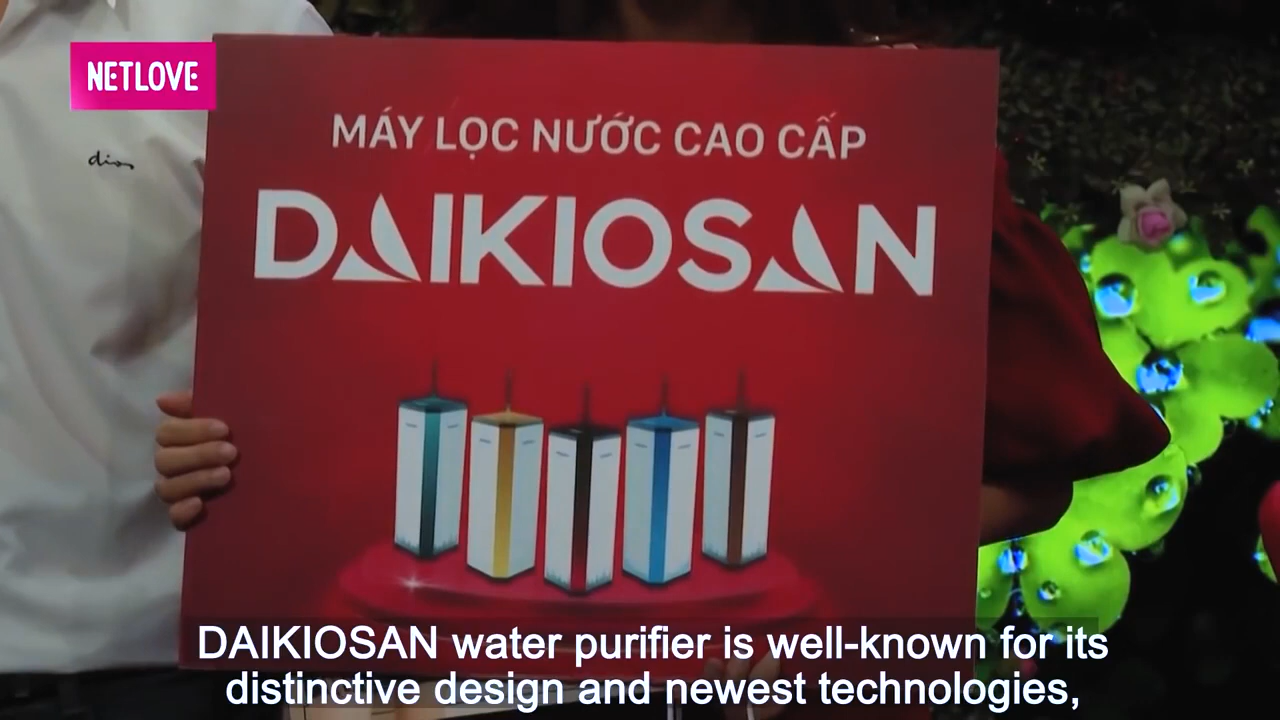 NETLOVE
dior
MÁY LỌC NƯỚC CAO CẤP
DAIKIOSAN
DAIKIOSAN water purifier is well-known for its
distinctive design and newest technologies,